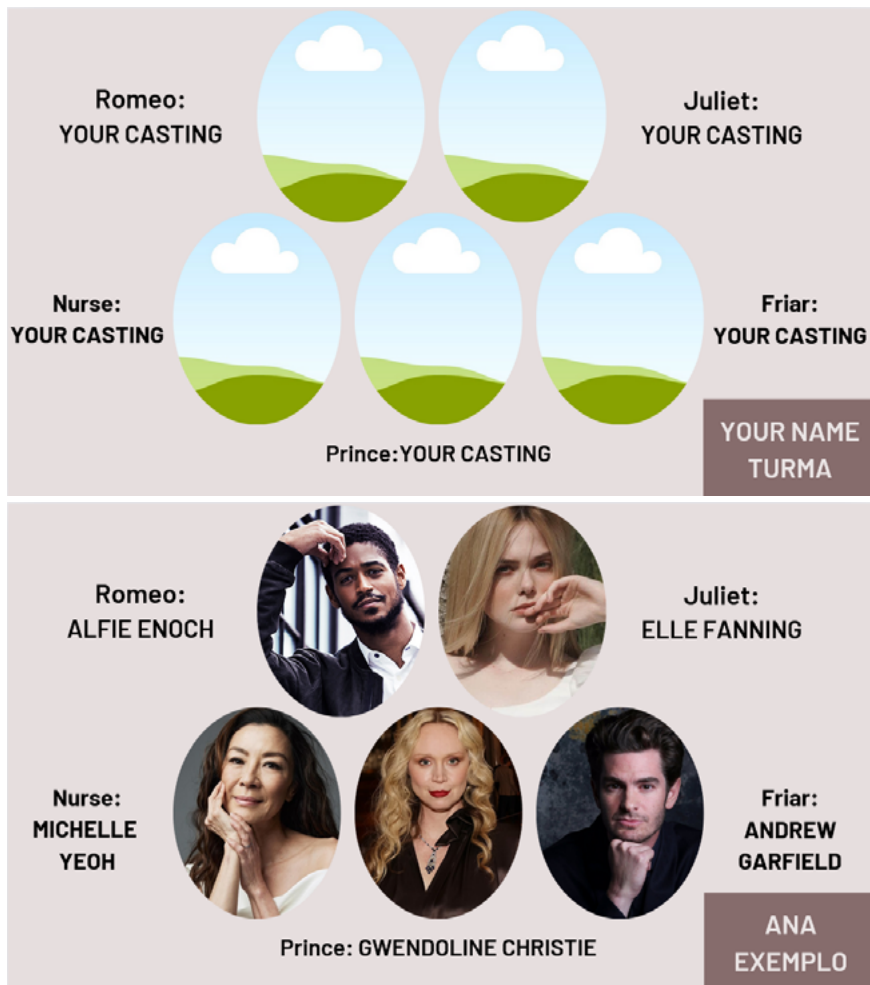 Romeo:
YOUR CASTING
Juliet:
YOUR CASTING
Nurse:
YOUR CASTING
Friar:
YOUR CASTING
Prince:YOUR CASTING
YOUR NAME
TURMA
Romeo:
ALFIE ENOCH
Juliet:
ELLE FANNING
Nurse:
MICHELLE
YEOH
Friar:
ANDREW
GARFIELD
Prince: GWENDOLINE CHRISTIE
ANA
EXEMPLO